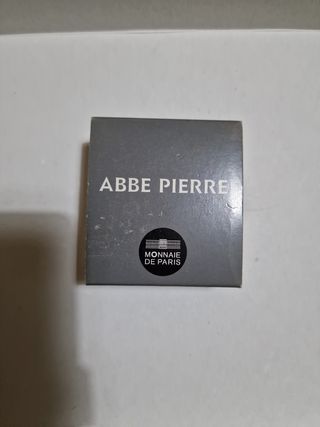 ABBE PIERRE
MONNAIE
DE PARIS